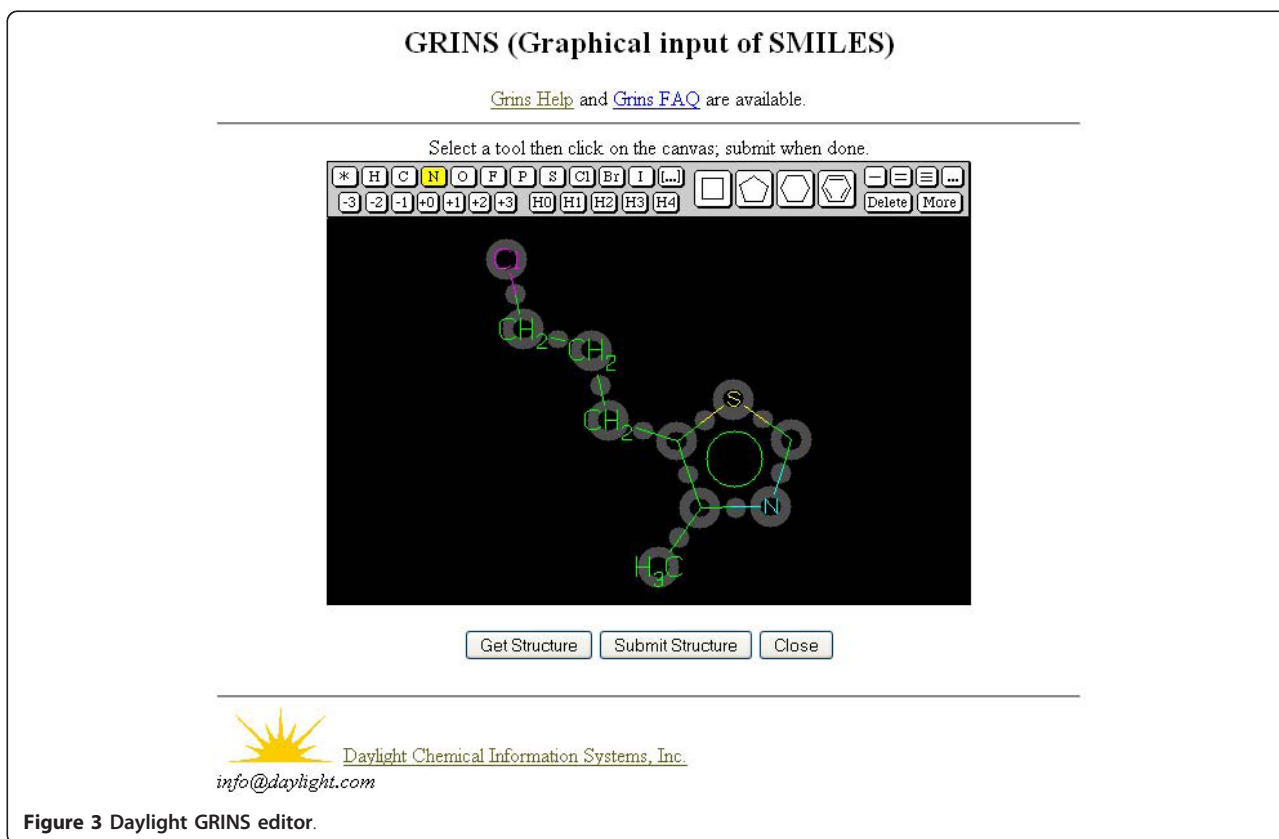 GRINS (Graphical input of SMILES)
Grins Help and Grins FAQ are available.
Select a tool then click on the canvas; submit when done.
* H C N O F P S Cl Br I [...] − = ≡ ...
-3 -2 -1 +0 +1 +2 +3 H0 H1 H2 H3 H4 Delete More
Cl
CH2
CH2
S
CH2
N
H3C
Get Structure Submit Structure Close
Daylight Chemical Information Systems, Inc.
info@daylight.com
Figure 3 Daylight GRINS editor.